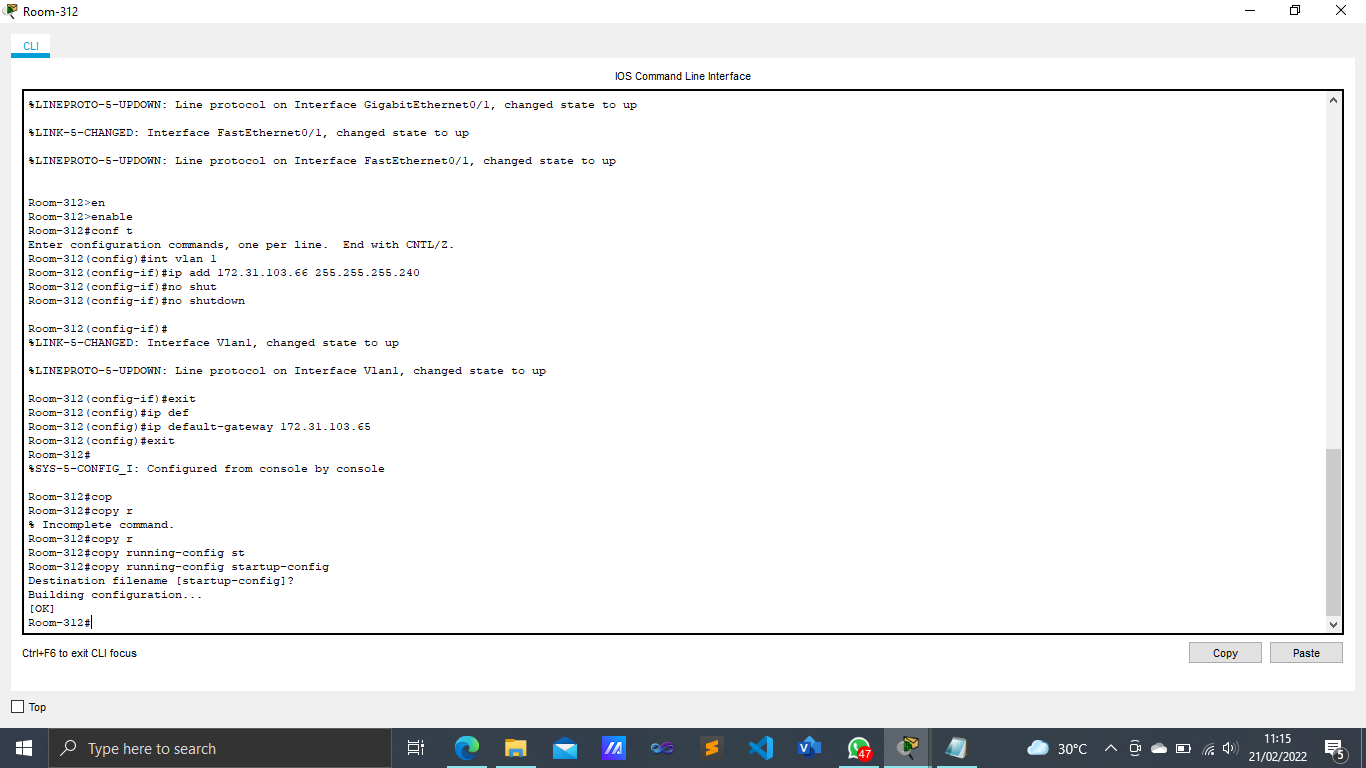 Room-312
CLI
IOS Command Line Interface
%LINEPROTO-5-UPDOWN: Line protocol on Interface GigabitEthernet0/1, changed state to up
%LINK-5-CHANGED: Interface FastEthernet0/1, changed state to up
%LINEPROTO-5-UPDOWN: Line protocol on Interface FastEthernet0/1, changed state to up
Room-312>en
Room-312>enable
Room-312#conf t
Enter configuration commands, one per line.  End with CNTL/Z.
Room-312(config)#int vlan 1
Room-312(config-if)#ip add 172.31.103.66 255.255.255.240
Room-312(config-if)#no shut
Room-312(config-if)#no shutdown
Room-312(config-if)#
%LINK-5-CHANGED: Interface Vlan1, changed state to up
%LINEPROTO-5-UPDOWN: Line protocol on Interface Vlan1, changed state to up
Room-312(config-if)#exit
Room-312(config)#ip def
Room-312(config)#ip default-gateway 172.31.103.65
Room-312(config)#exit
Room-312#
%SYS-5-CONFIG_I: Configured from console by console
Room-312#cop
Room-312#copy r
% Incomplete command.
Room-312#copy r
Room-312#copy running-config st
Room-312#copy running-config startup-config
Destination filename [startup-config]?
Building configuration...
[OK]
Room-312#
Ctrl+F6 to exit CLI focus
Copy
Paste
Top
Type here to search
47
30°C
11:15
21/02/2022
5